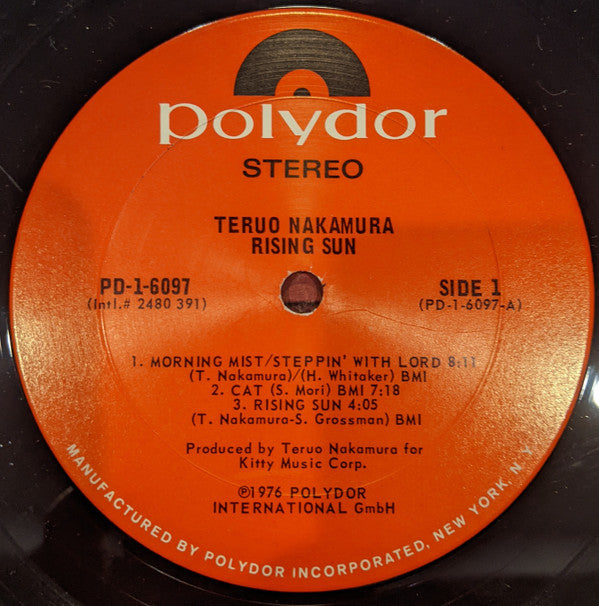 polydor
STEREO
TERUO NAKAMURA
RISING SUN
PD-1-6097
(Intl.# 2480 391)
SIDE 1
(PD-1-6097-A)
1. MORNING MIST/STEPPIN' WITH LORD 8:11
(T. Nakamura)/(H. Whitaker) BMI
2. CAT (S. Mori) BMI 7:18
3. RISING SUN 4:05
(T. Nakamura-S. Grossman) BMI
Produced by Teruo Nakamura for
Kitty Music Corp.
℗1976 POLYDOR
INTERNATIONAL GmbH
MANUFACTURED BY POLYDOR INCORPORATED, NEW YORK, N.Y.